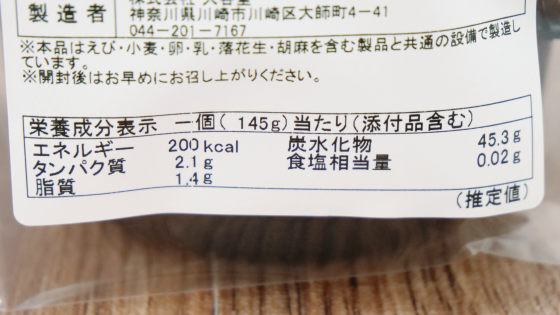 製造者
神奈川県川崎市川崎区大師町4-41
044-201-7167
※本品はえび・小麦・卵・乳・落花生・胡麻を含む製品と共通の設備で製造し
ています。
※開封後はお早めにお召し上がりください。
栄養成分表示 一個( 145g)当たり(添付品含む)
エネルギー 200kcal 炭水化物 45.3g
タンパク質 2.1g 食塩相当量 0.02g
脂質 1.4g
(推定値)